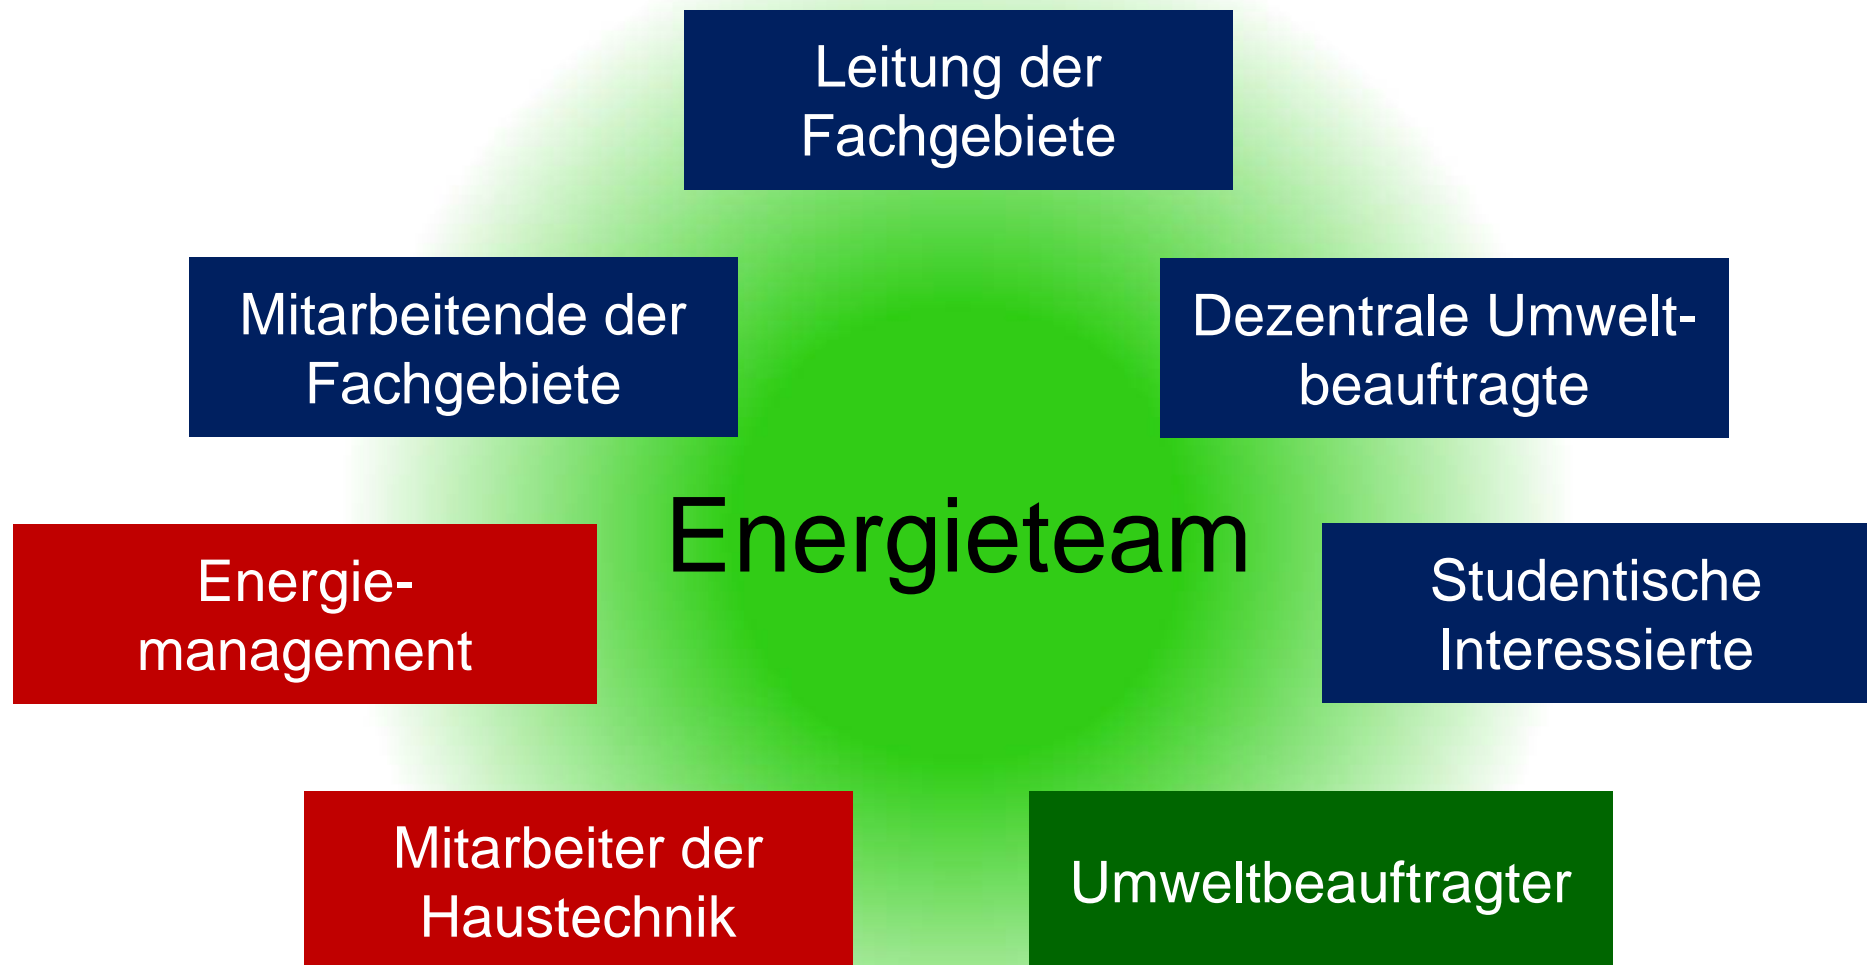 Leitung der
Fachgebiete
Mitarbeitende der
Fachgebiete
Dezentrale Umwelt-
beauftragte
Energieteam
Energie-
management
Studentische
Interessierte
Mitarbeiter der
Haustechnik
Umweltbeauftragter